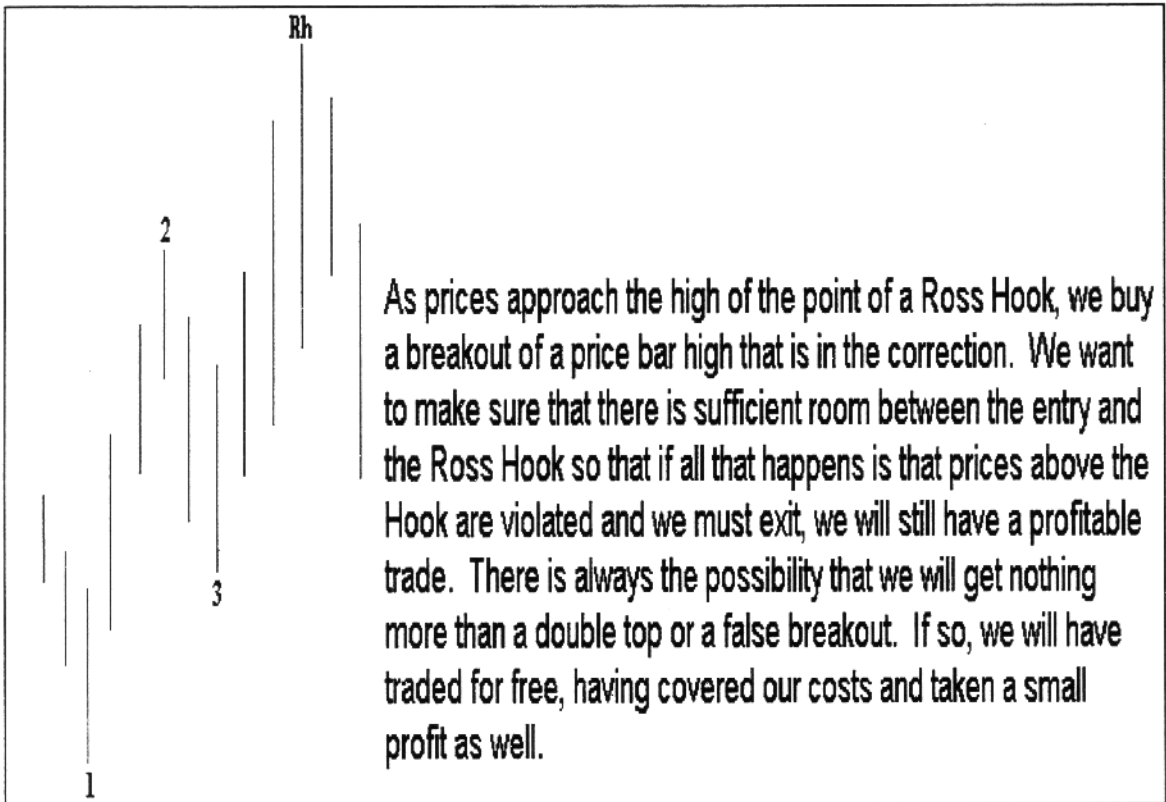 Rh
2
As prices approach the high of the point of a Ross Hook, we buy
a breakout of a price bar high that is in the correction. We want
to make sure that there is sufficient room between the entry and
the Ross Hook so that if all that happens is that prices above the
Hook are violated and we must exit, we will still have a profitable
trade. There is always the possibility that we will get nothing
more than a double top or a false breakout. If so, we will have
traded for free, having covered our costs and taken a small
profit as well.
3
1